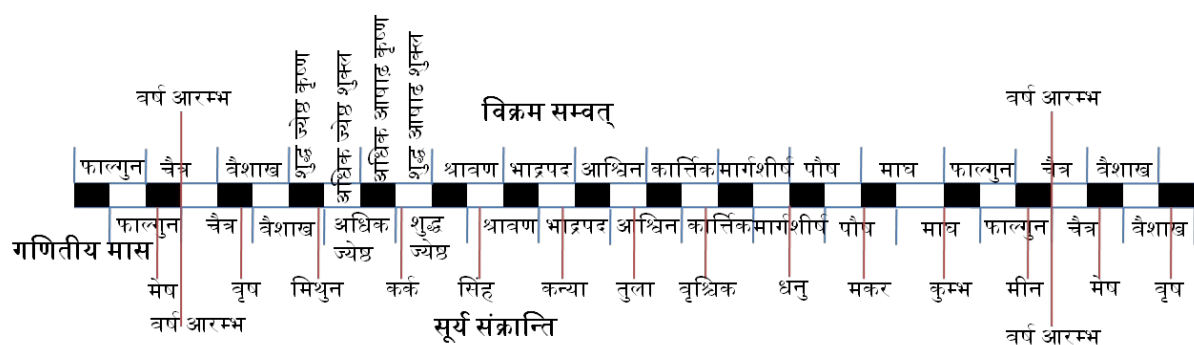 शुद्ध ज्येष्ठ कृष्ण
अधिक ज्येष्ठ शुक्ल
अधिक आषाढ़ कृष्ण
शुद्ध आषाढ शुक्ल
वर्ष आरम्भ विक्रम सम्वत् वर्ष आरम्भ
फाल्गुन चैत्र वैशाख श्रावण भाद्रपद आश्विन कार्त्तिक मार्गशीर्ष पौष माघ फाल्गुन चैत्र वैशाख
फाल्गुन चैत्र वैशाख अधिक शुद्ध श्रावण भाद्रपद आश्विन कार्त्तिक मार्गशीर्ष पौष माघ फाल्गुन चैत्र वैशाख
गणितीय मास ज्येष्ठ ज्येष्ठ
मेष वृष मिथुन कर्क सिंह कन्या तुला वृश्चिक धनु मकर कुम्भ मीन मेष वृष
वर्ष आरम्भ सूर्य संक्रान्ति वर्ष आरम्भ